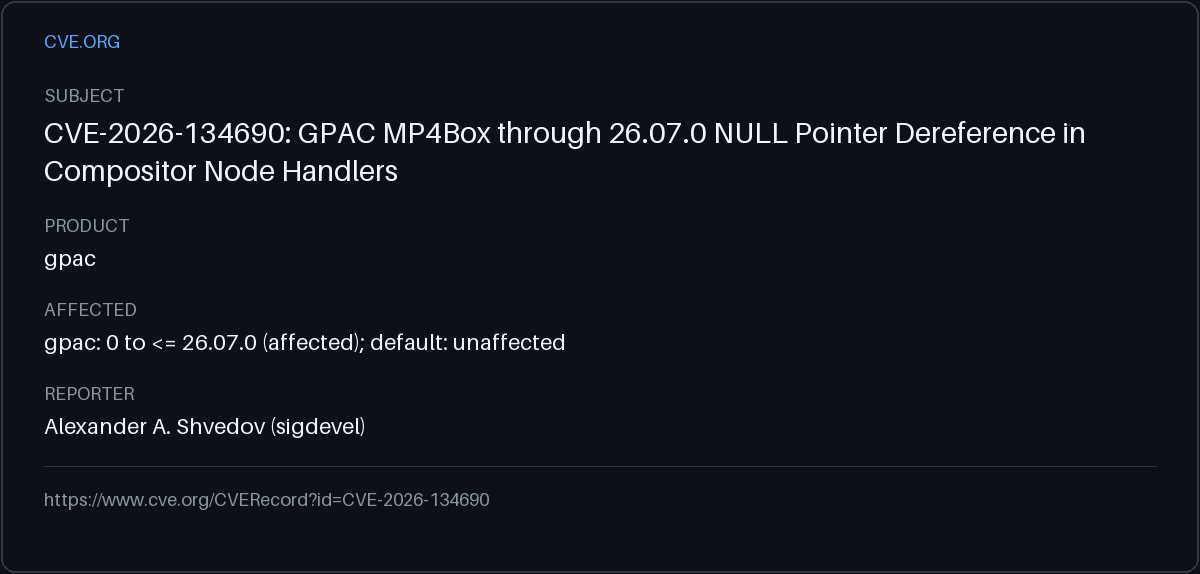 CVE.ORG
SUBJECT
CVE-2026-134690: GPAC MP4Box through 26.07.0 NULL Pointer Dereference in
Compositor Node Handlers
PRODUCT
gpac
AFFECTED
gpac: 0 to <= 26.07.0 (affected); default: unaffected
REPORTER
Alexander A. Shvedov (sigdevel)
https://www.cve.org/CVERecord?id=CVE-2026-134690